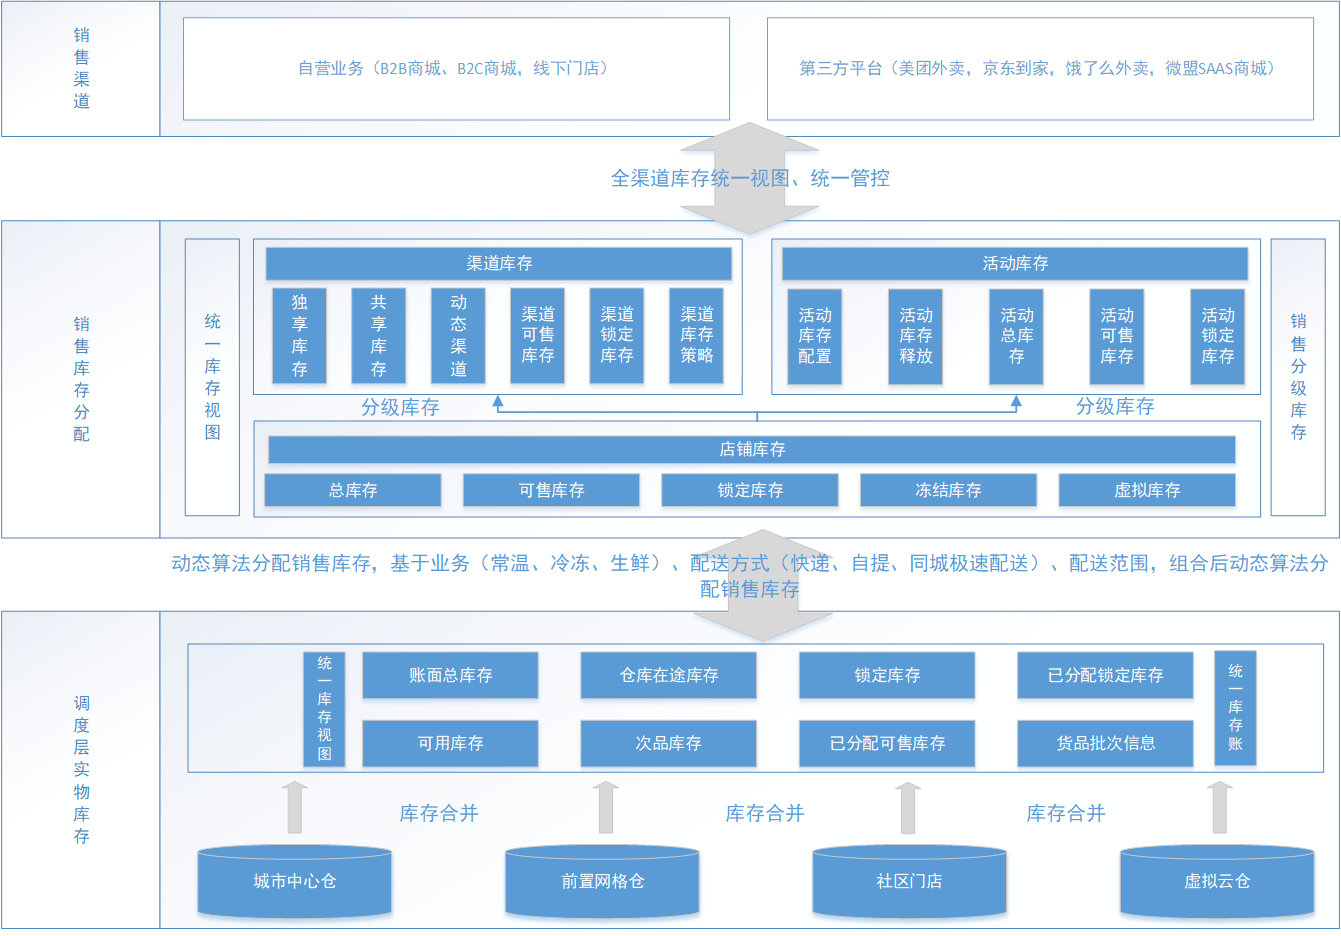 销售渠道
自营业务（B2B商城、B2C商城，线下门店）
第三方平台（美团外卖，京东到家，饿了么外卖，微盟SAAS商城）
全渠道库存统一视图、统一管控
销售库存分配
统一库存视图
渠道库存
独享库存
共享库存
动态渠道
渠道
可售
库存
渠道
锁定
库存
渠道
库存
策略
活动库存
活动
库存
配置
活动
库存
释放
活动
总库
存
活动
可售
库存
活动
锁定
库存
销售分级库存
分级库存
分级库存
店铺库存
总库存
可售库存
锁定库存
冻结库存
虚拟库存
动态算法分配销售库存，基于业务（常温、冷冻、生鲜）、配送方式（快递、自提、同城极速配送）、配送范围，组合后动态算法分
配销售库存
调度层实物库存
统一库存视图
账面总库存
仓库在途库存
锁定库存
已分配锁定库存
可用库存
次品库存
已分配可售库存
货品批次信息
统一库存账
库存合并
库存合并
库存合并
城市中心仓
前置网格仓
社区门店
虚拟云仓